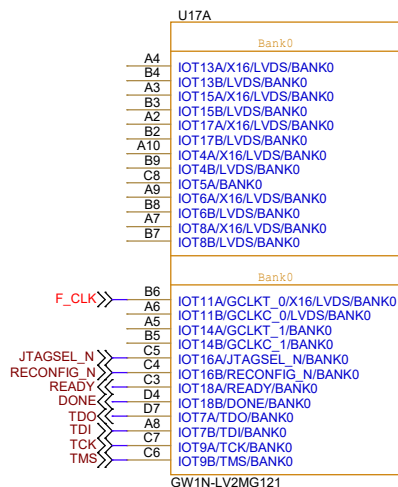 U17A
Bank0
A4 IOT13A/X16/LVDS/BANK0
B4 IOT13B/LVDS/BANK0
A3 IOT15A/X16/LVDS/BANK0
B3 IOT15B/LVDS/BANK0
A2 IOT17A/X16/LVDS/BANK0
B2 IOT17B/LVDS/BANK0
A10 IOT4A/X16/LVDS/BANK0
B9 IOT4B/LVDS/BANK0
C8 IOT5A/BANK0
A9 IOT6A/X16/LVDS/BANK0
B8 IOT6B/LVDS/BANK0
A7 IOT8A/X16/LVDS/BANK0
B7 IOT8B/LVDS/BANK0
Bank0
F_CLK B6 IOT11A/GCLKT_0/X16/LVDS/BANK0
A6 IOT11B/GCLKC_0/LVDS/BANK0
A5 IOT14A/GCLKT_1/BANK0
B5 IOT14B/GCLKC_1/BANK0
JTAGSEL_N C5 IOT16A/JTAGSEL_N/BANK0
RECONFIG_N C4 IOT16B/RECONFIG_N/BANK0
READY C3 IOT18A/READY/BANK0
DONE D4 IOT18B/DONE/BANK0
TDO D7 IOT7A/TDO/BANK0
TDI A8 IOT7B/TDI/BANK0
TCK C7 IOT9A/TCK/BANK0
TMS C6 IOT9B/TMS/BANK0
GW1N-LV2MG121